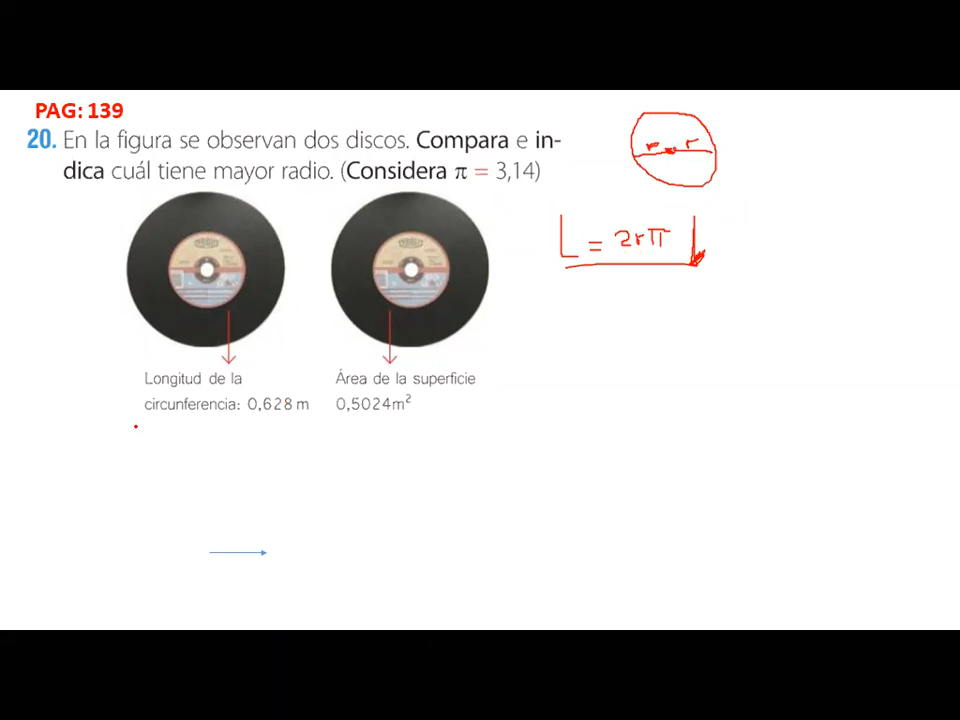 PAG: 139
20. En la figura se observan dos discos. Compara e in-
dica cuál tiene mayor radio. (Considera π = 3,14)
r r
L = 2rπ
Longitud de la
circunferencia: 0,628 m
Área de la superficie
0,5024m²